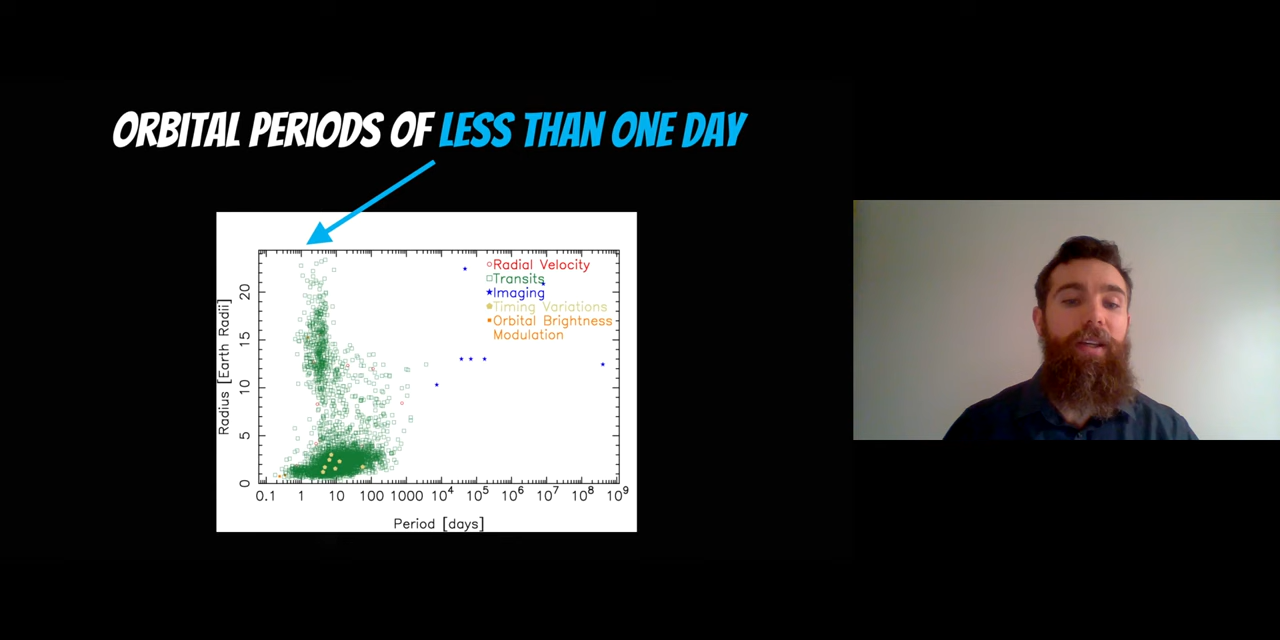 ORBITAL PERIODS OF LESS THAN ONE DAY
Radial Velocity
Transits
Imaging
Timing Variations
Orbital Brightness
Modulation
Radius [Earth Radii]
20
15
10
5
0
0.1 1 10 100 1000 10⁴ 10⁵ 10⁶ 10⁷ 10⁸ 10⁹
Period [days]